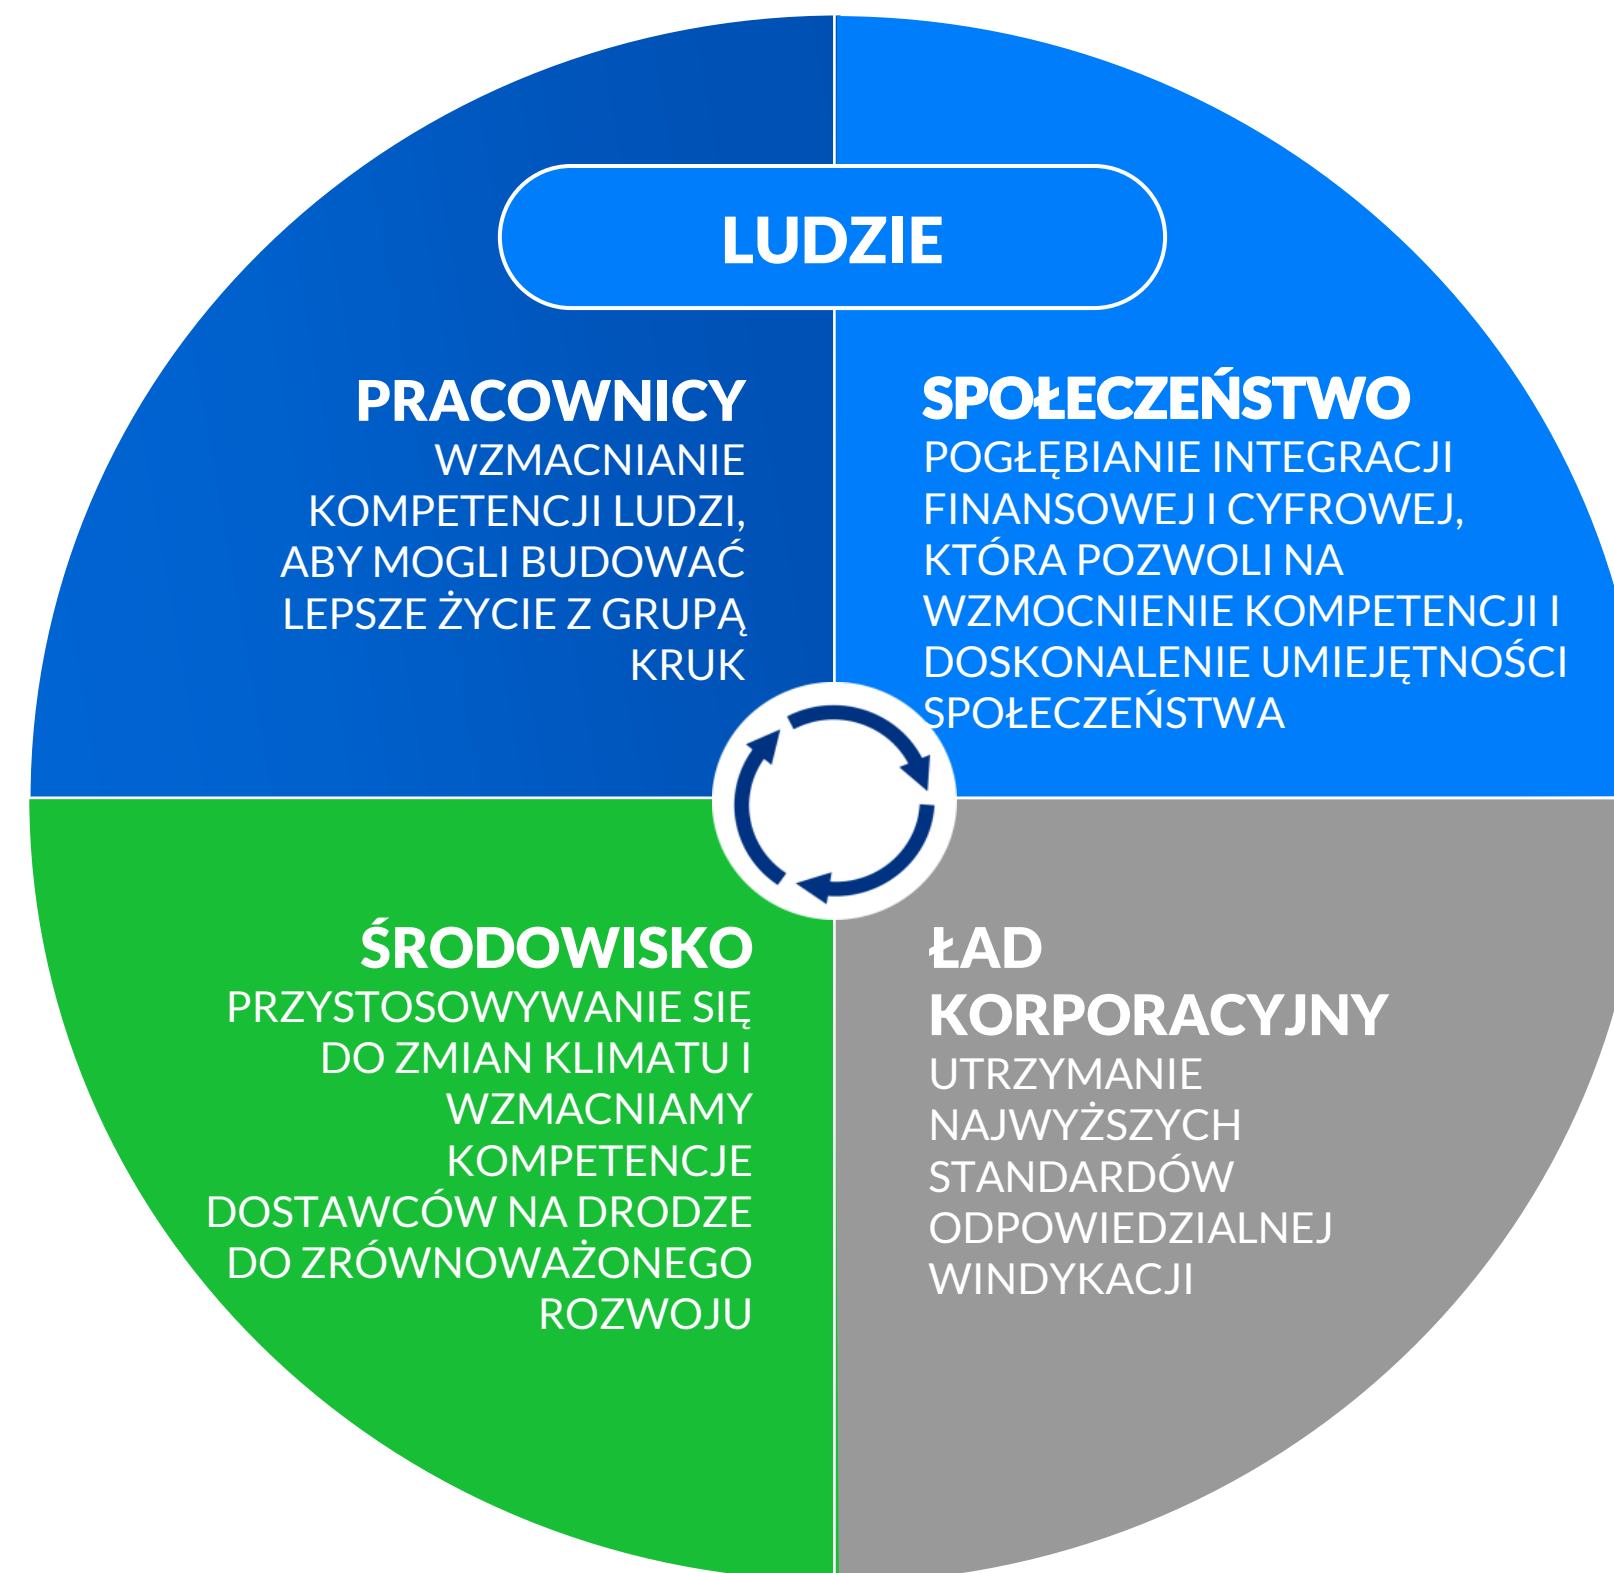 LUDZIE
PRACOWNICY
WZMACNIANIE
KOMPETENCJI LUDZI,
ABY MOGLI BUDOWAĆ
LEPSZE ŻYCIE Z GRUPĄ
KRUK
SPOŁECZEŃSTWO
POGŁĘBIANIE INTEGRACJI
FINANSOWEJ I CYFROWEJ,
KTÓRA POZWOLI NA
WZMOCNIENIE KOMPETENCJI I
DOSKONALENIE UMIEJĘTNOŚCI
SPOŁECZEŃSTWA
ŚRODOWISKO
PRZYSTOSOWYWANIE SIĘ
DO ZMIAN KLIMATU I
WZMACNIAMY
KOMPETENCJE
DOSTAWCÓW NA DRODZE
DO ZRÓWNOWAŻONEGO
ROZWOJU
ŁAD
KORPORACYJNY
UTRZYMANIE
NAJWYŻSZYCH
STANDARDÓW
ODPOWIEDZIALNEJ
WINDYKACJI